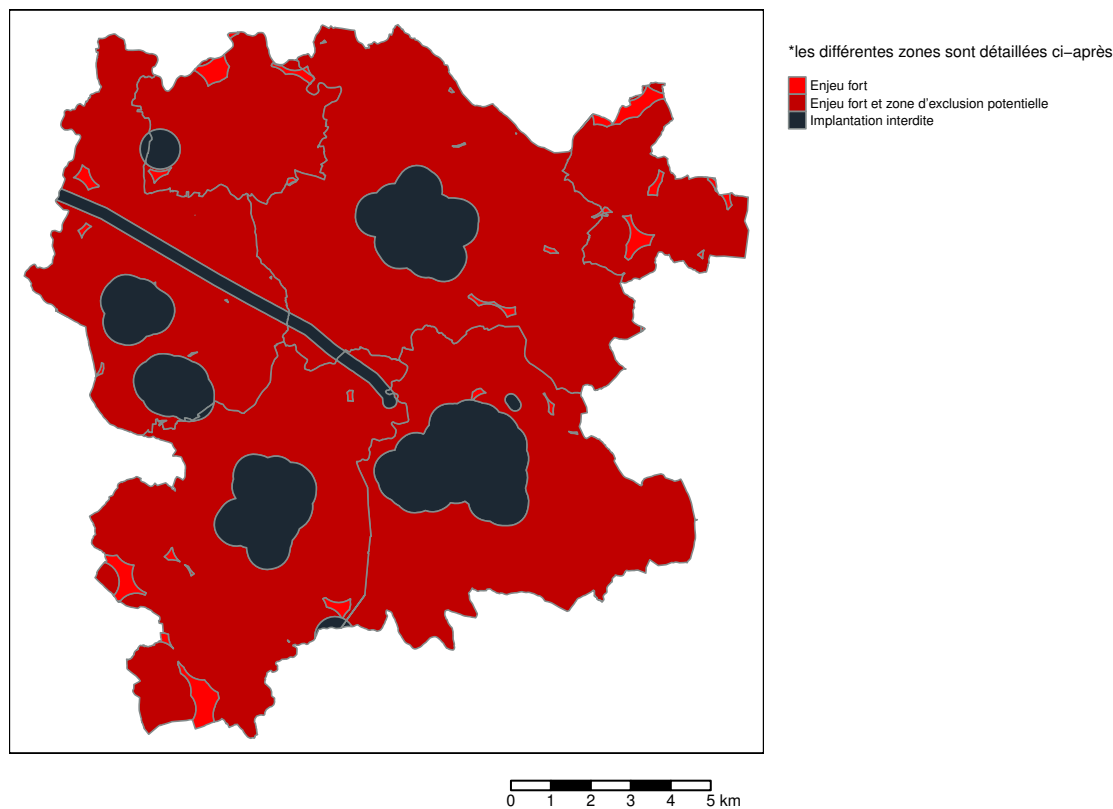 *les différentes zones sont détaillées ci−après
Enjeu fort
Enjeu fort et zone d'exclusion potentielle
Implantation interdite
0 1 2 3 4 5 km